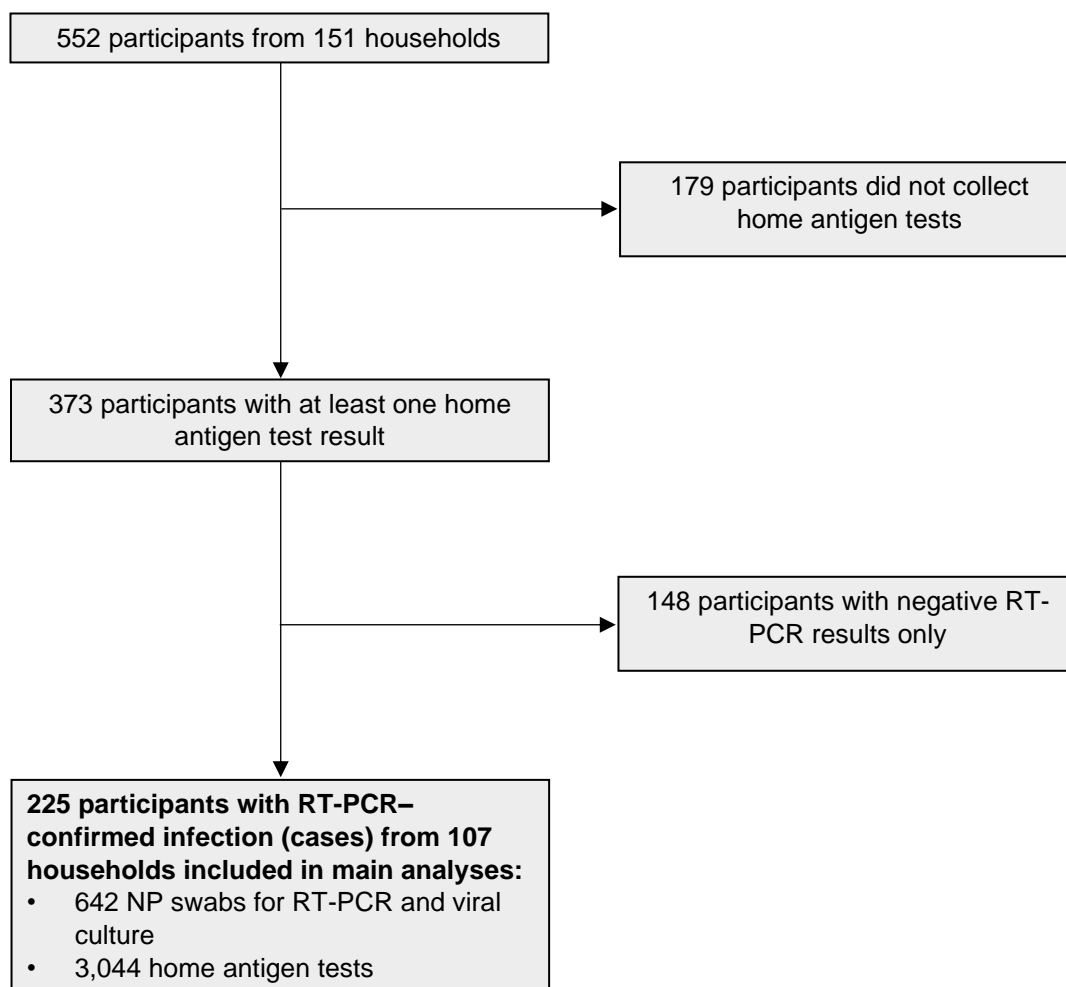 552 participants from 151 households
179 participants did not collect
home antigen tests
373 participants with at least one home
antigen test result
148 participants with negative RT-
PCR results only
225 participants with RT-PCR–
confirmed infection (cases) from 107
households included in main analyses:
• 642 NP swabs for RT-PCR and viral
culture
• 3,044 home antigen tests